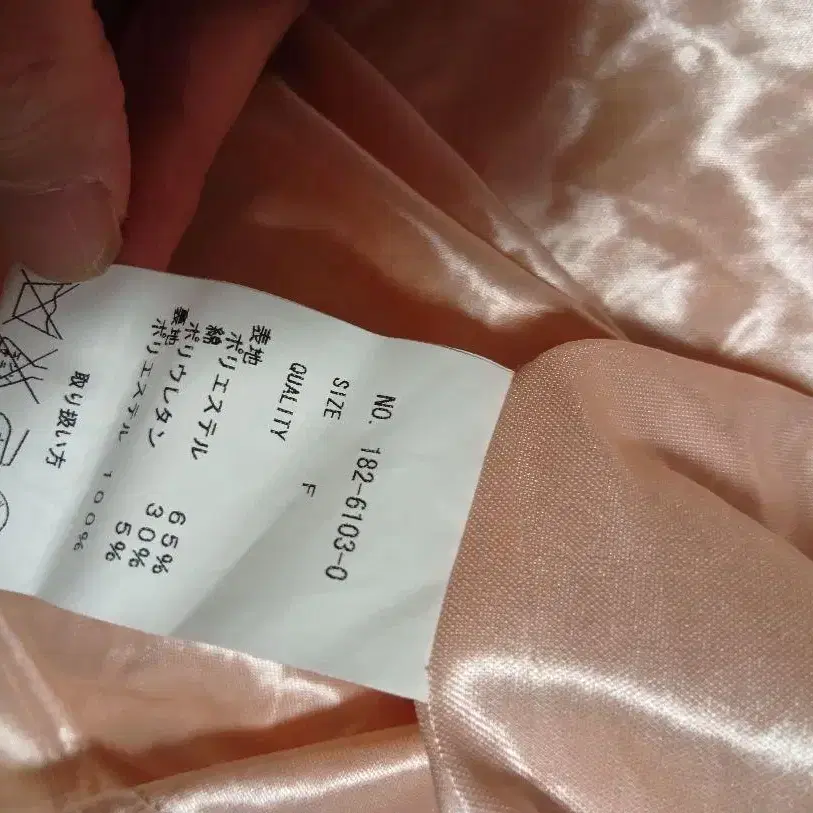 NO. 182-6103-0
SIZE F
QUALITY
表地
ポリエステル 65%
綿 30%
ポリウレタン 5%
裏地
ポリエステル 100%
取り扱い方